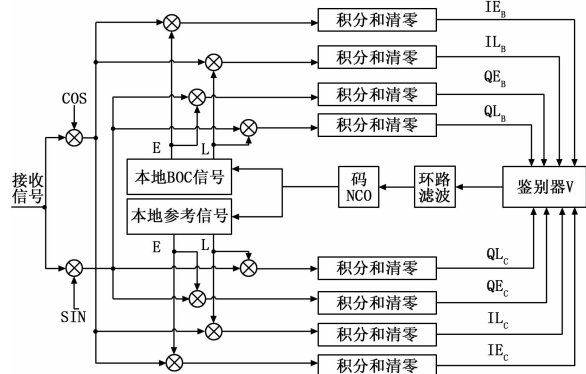 积分和清零 IE_B
积分和清零 IL_B
积分和清零 QE_B
COS
积分和清零 QL_B
E L
接收
信号
本地BOC信号
码
NCO
环路
滤波
鉴别器V
本地参考信号
E L
积分和清零 QL_C
SIN
积分和清零 QE_C
积分和清零 IL_C
积分和清零 IE_C